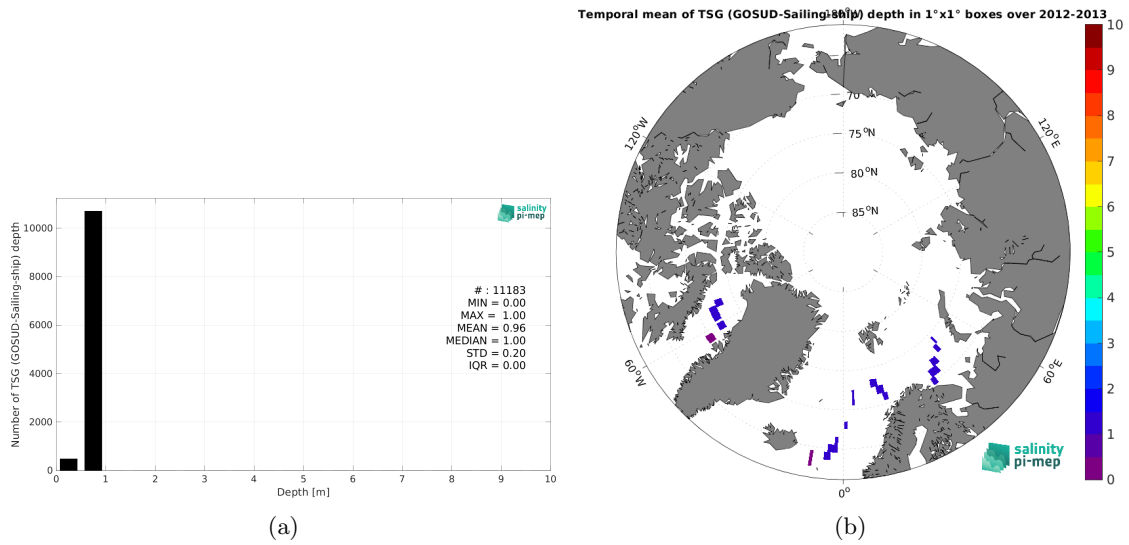 Temporal mean of TSG (GOSUD-Sailing-ship) depth in 1°x1° boxes over 2012-2013
Number of TSG (GOSUD-Sailing-ship) depth
10000
8000
6000
4000
2000
0
0 1 2 3 4 5 6 7 8 9 10
Depth [m]
salinity
pi-mep
# : 11183
MIN = 0.00
MAX = 1.00
MEAN = 0.96
MEDIAN = 1.00
STD = 0.20
IQR = 0.00
(a)
180°W
120°W
120°E
60°W
60°E
0°
70
75°N
80°N
85°N
salinity
pi-mep
10
9
8
7
6
5
4
3
2
1
0
(b)